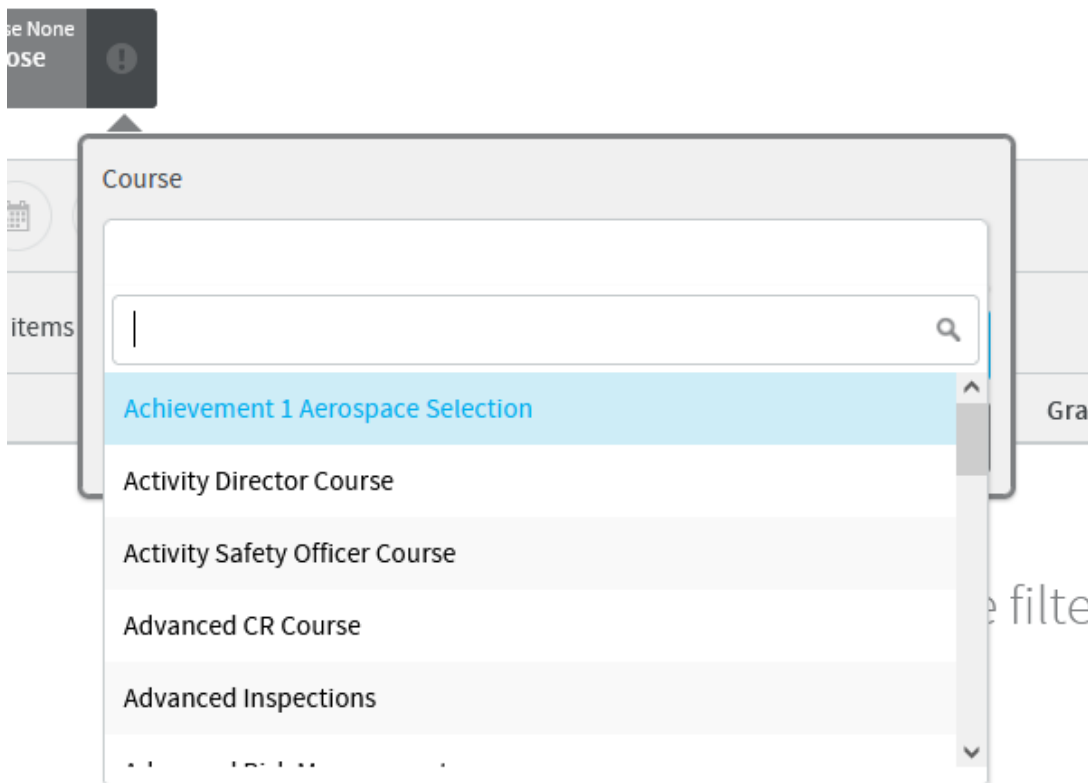 se None
ose
Course
items
Achievement 1 Aerospace Selection
Gra
Activity Director Course
Activity Safety Officer Course
Advanced CR Course
e filte
Advanced Inspections